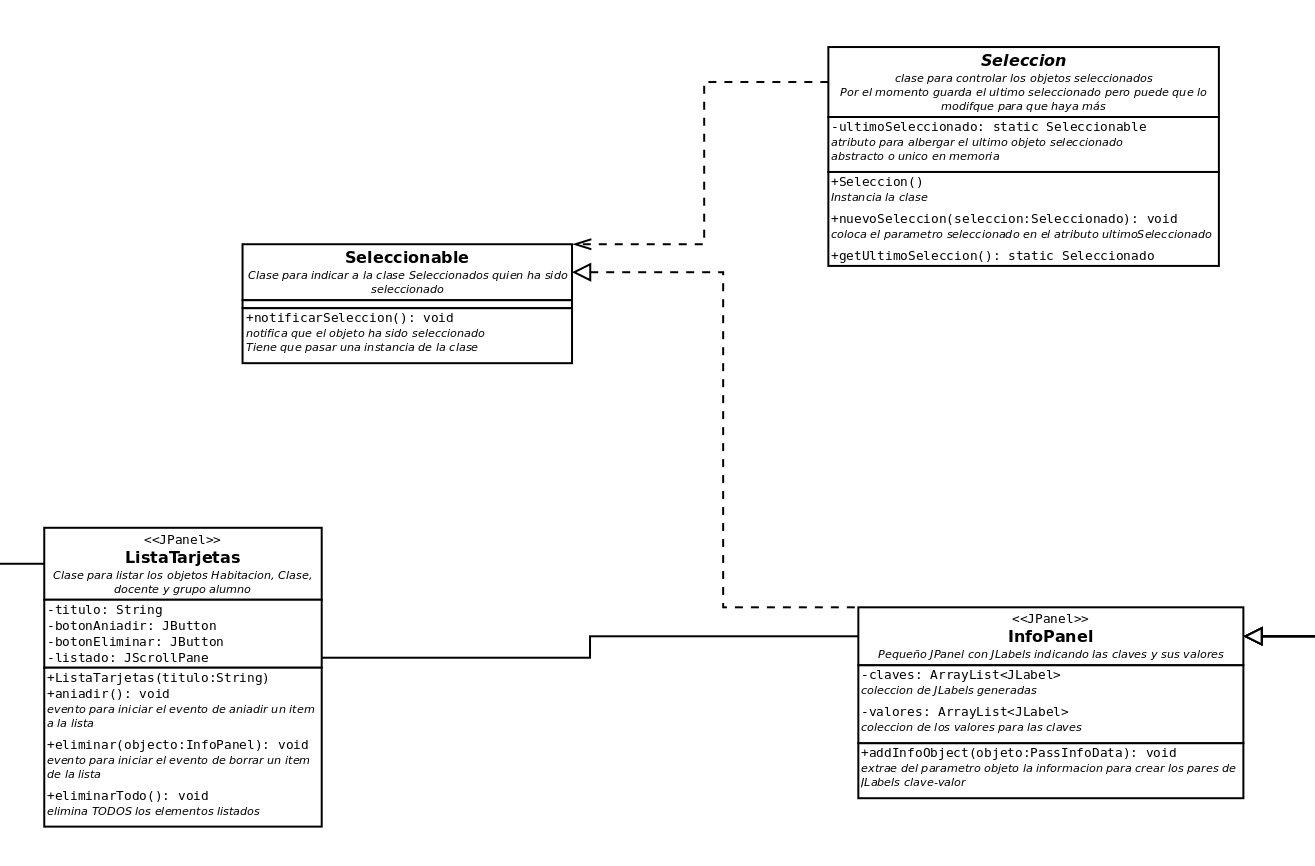 Seleccion
clase para controlar los objetos seleccionados
Por el momento guarda el ultimo seleccionado pero puede que lo
modifque para que haya más
-ultimoSeleccionado: static Seleccionable
atributo para albergar el ultimo objeto seleccionado
abstracto o unico en memoria
+Seleccion()
Instancia la clase
+nuevoSeleccion(seleccion:Seleccionado): void
coloca el parametro seleccionado en el atributo ultimoSeleccionado
+getUltimoSeleccion(): static Seleccionado
Seleccionable
Clase para indicar a la clase Seleccionados quien ha sido
seleccionado
+notificarSeleccion(): void
notifica que el objeto ha sido seleccionado
Tiene que pasar una instancia de la clase
<<JPanel>>
ListaTarjetas
Clase para listar los objetos Habitacion, Clase,
docente y grupo alumno
-titulo: String
-botonAniadir: JButton
-botonEliminar: JButton
-listado: JScrollPane
+ListaTarjetas(titulo:String)
+aniadir(): void
evento para iniciar el evento de aniadir un item
a la lista
+eliminar(objecto:InfoPanel): void
evento para iniciar el evento de borrar un item
de la lista
+eliminarTodo(): void
elimina TODOS los elementos listados
<<JPanel>>
InfoPanel
Pequeño JPanel con JLabels indicando las claves y sus valores
-claves: ArrayList<JLabel>
coleccion de JLabels generadas
-valores: ArrayList<JLabel>
coleccion de los valores para las claves
+addInfoObject(objeto:PassInfoData): void
extrae del parametro objeto la informacion para crear los pares de
JLabels clave-valor